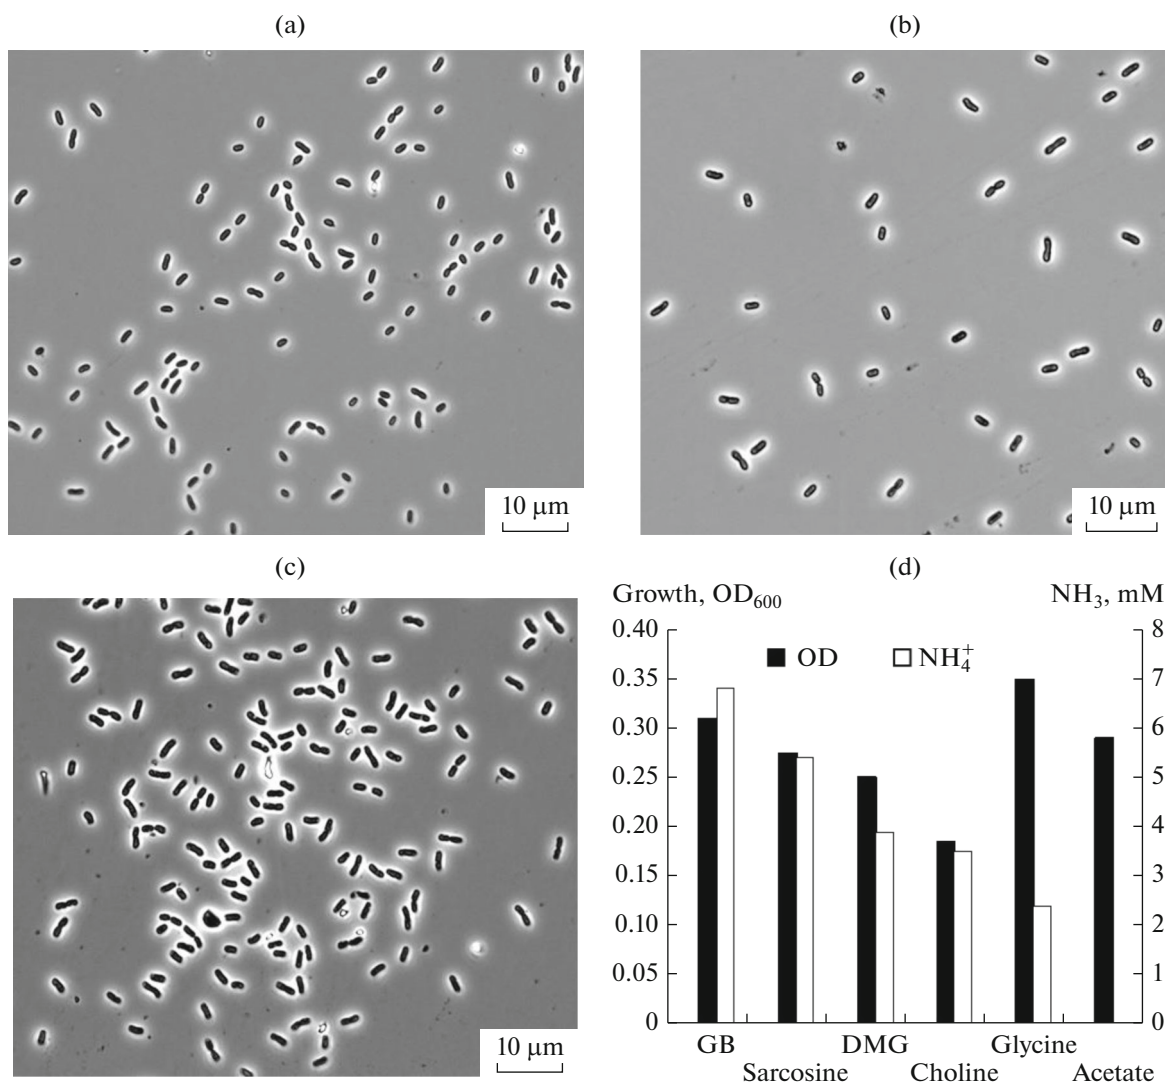 (a)
(b)
10 μm
10 μm
(c)
(d)
Growth, OD₆₀₀
NH₃, mM
0.40
8
OD
NH₄⁺
0.35
7
0.30
6
0.25
5
0.20
4
0.15
3
0.10
2
0.05
1
0
0
10 μm
GB
DMG
Glycine
Sarcosine
Choline
Acetate